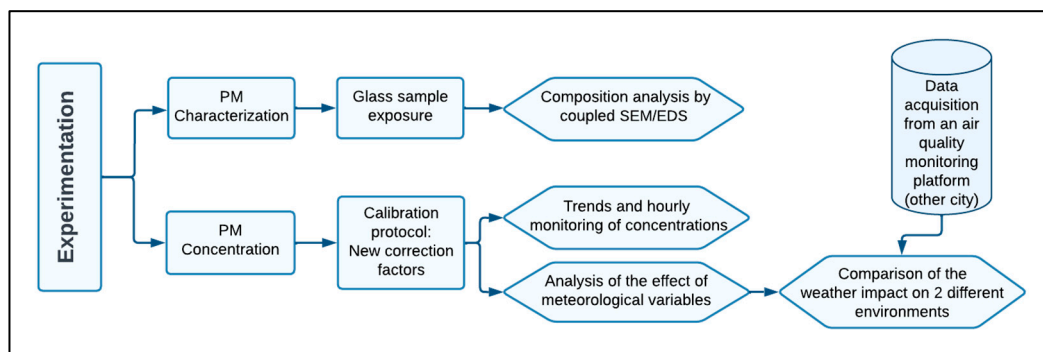 Experimentation
PM
Characterization
Glass sample
exposure
Composition analysis by
coupled SEM/EDS
PM
Concentration
Calibration
protocol:
New correction
factors
Trends and hourly
monitoring of concentrations
Analysis of the effect of
meteorological variables
Data
acquisition
from an air
quality
monitoring
platform
(other city)
Comparison of the
weather impact on 2 different
environments